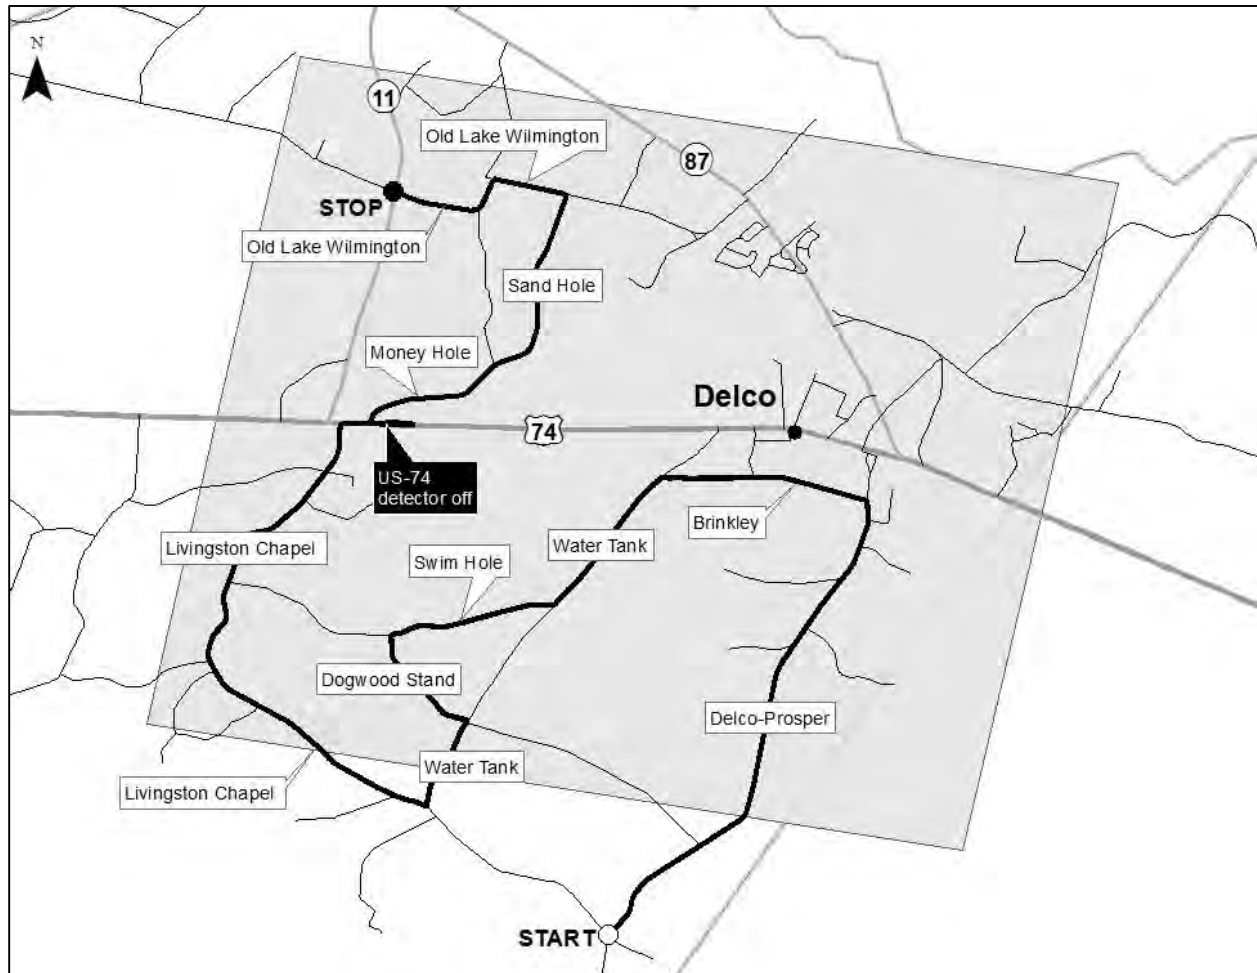 N
11
Old Lake Wilmington
87
STOP
Old Lake Wilmington
Sand Hole
Money Hole
Delco
74
US-74
detector off
Brinkley
Livingston Chapel
Water Tank
Swim Hole
Dogwood Stand
Delco-Prosper
Water Tank
Livingston Chapel
START